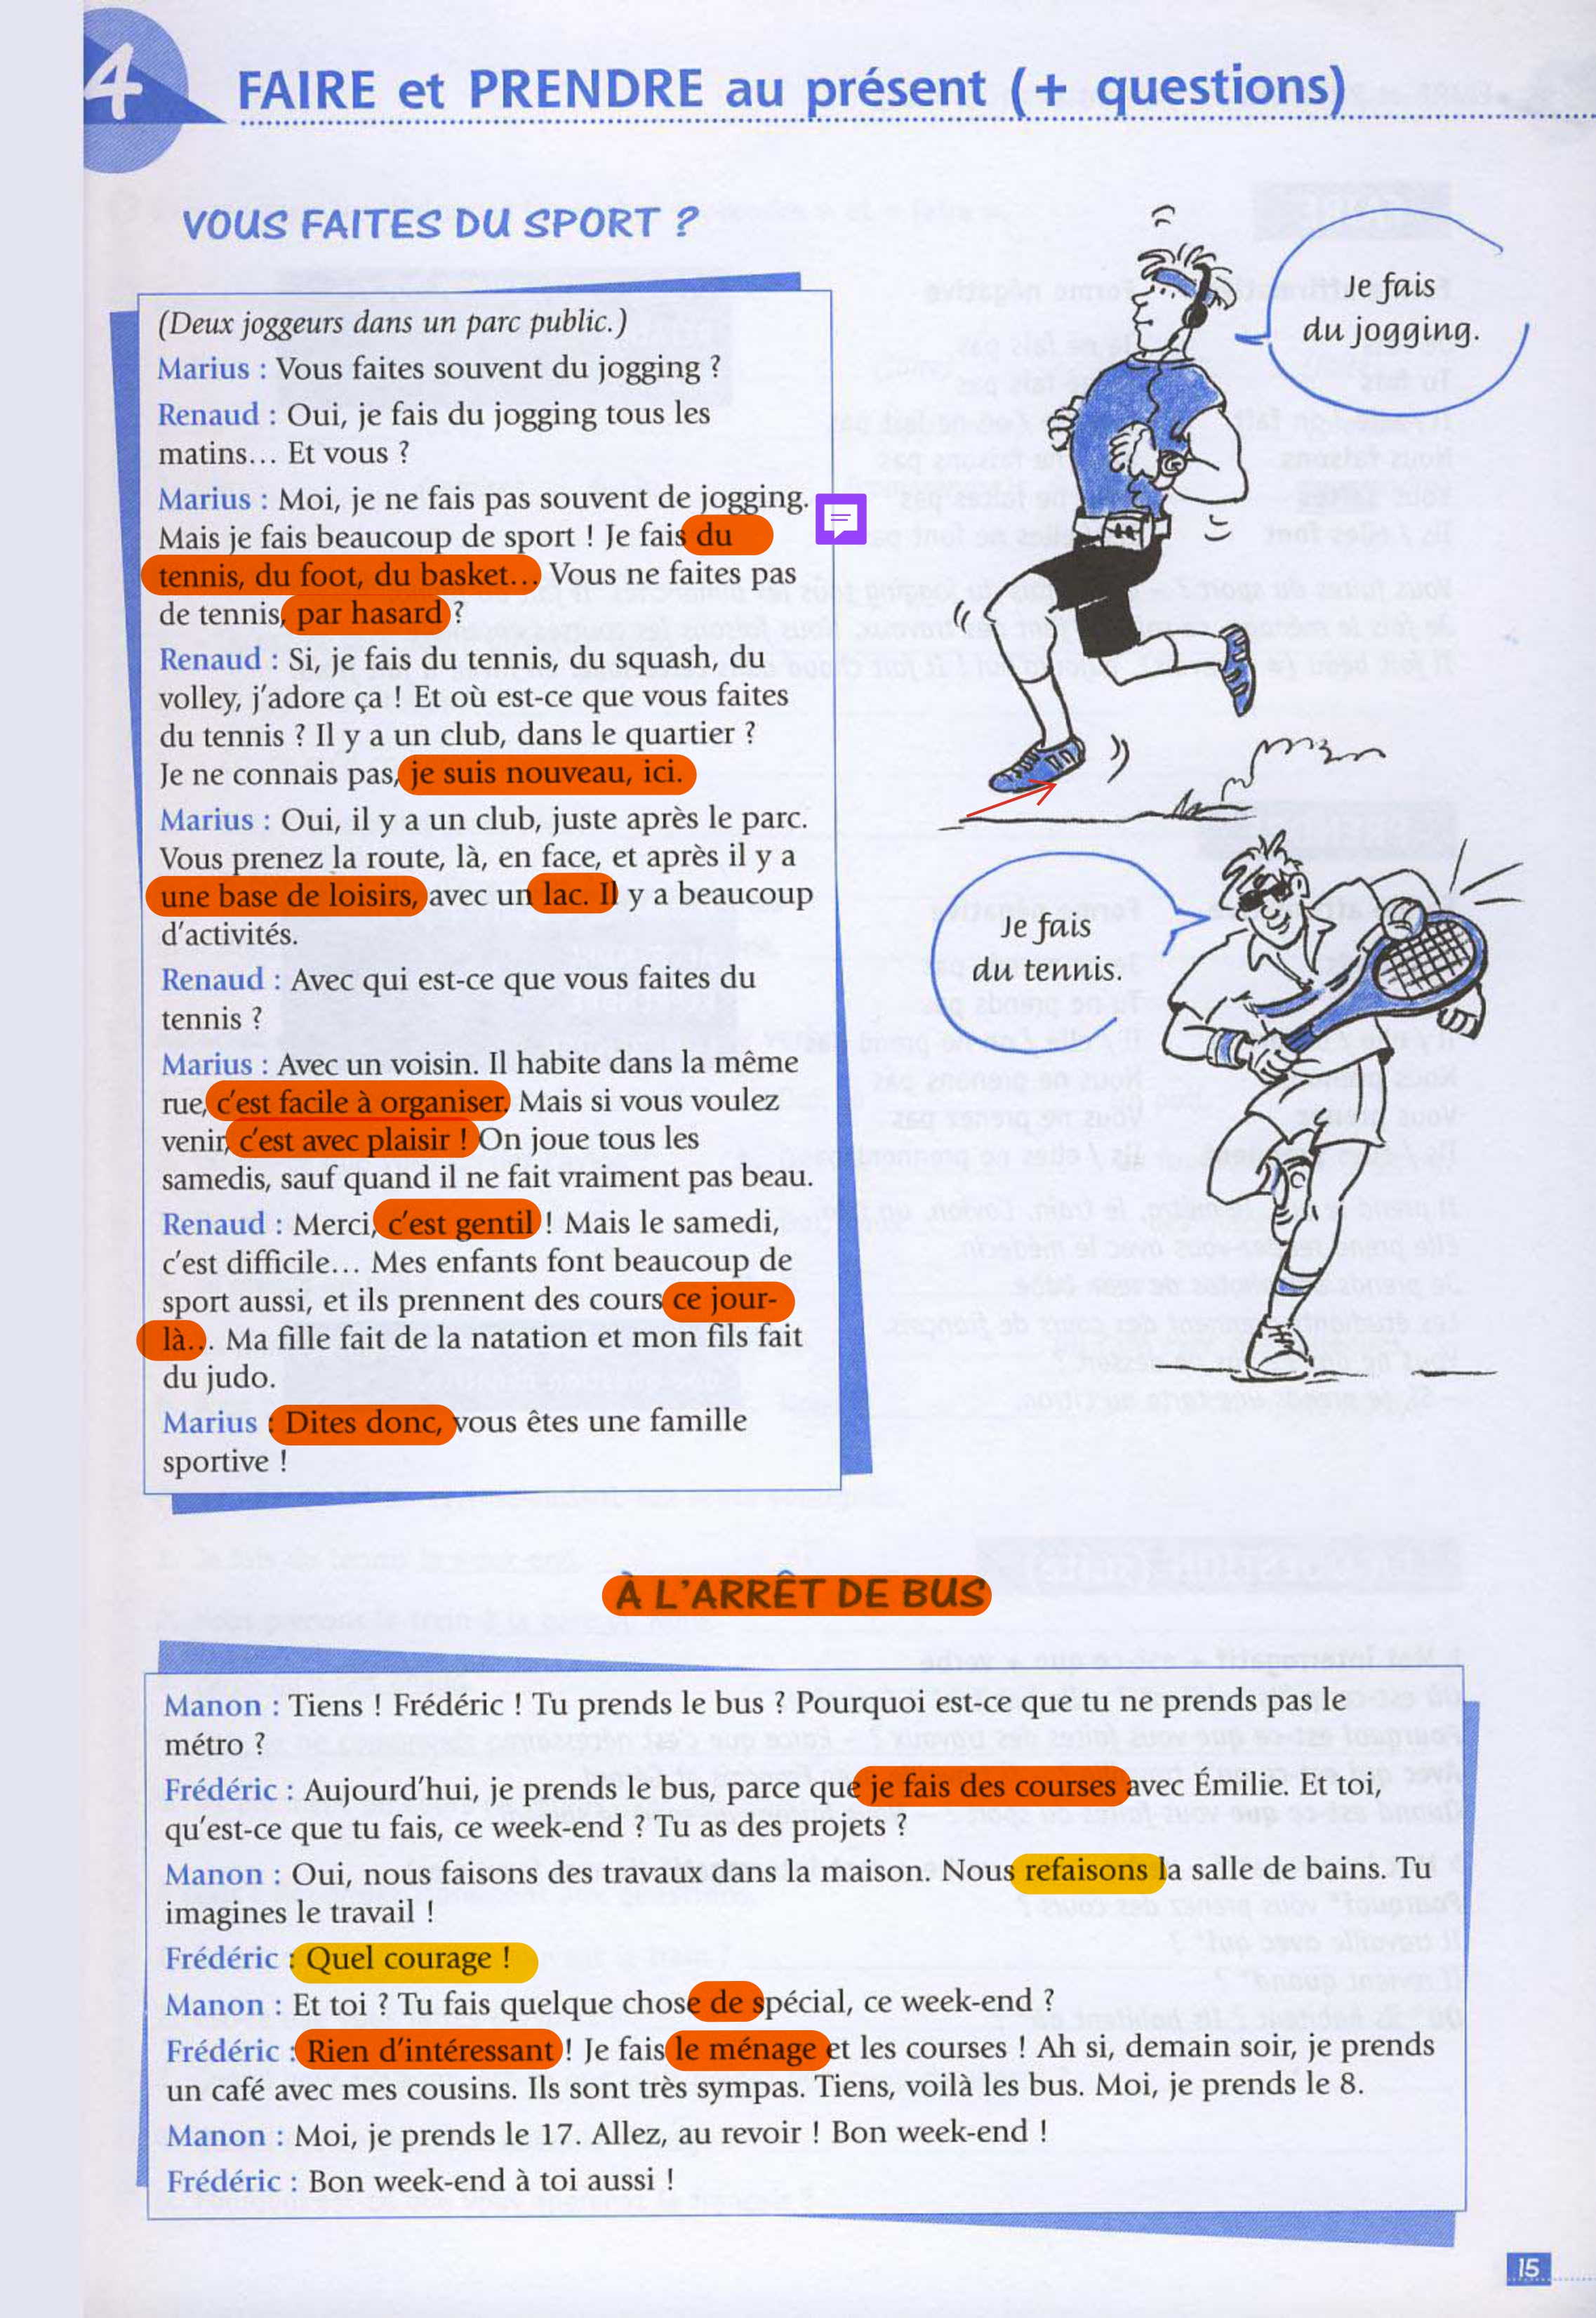 4
FAIRE et PRENDRE au présent (+ questions)
VOUS FAITES DU SPORT ?
(Deux joggeurs dans un parc public.)
Marius : Vous faites souvent du jogging ?
Renaud : Oui, je fais du jogging tous les
matins... Et vous ?
Marius : Moi, je ne fais pas souvent de jogging.
Mais je fais beaucoup de sport ! Je fais du
tennis, du foot, du basket... Vous ne faites pas
de tennis, par hasard ?
Renaud : Si, je fais du tennis, du squash, du
volley, j'adore ça ! Et où est-ce que vous faites
du tennis ? Il y a un club, dans le quartier ?
Je ne connais pas, je suis nouveau, ici.
Marius : Oui, il y a un club, juste après le parc.
Vous prenez la route, là, en face, et après il y a
une base de loisirs, avec un lac. Il y a beaucoup
d'activités.
Renaud : Avec qui est-ce que vous faites du
tennis ?
Marius : Avec un voisin. Il habite dans la même
rue, c'est facile à organiser. Mais si vous voulez
venir, c'est avec plaisir ! On joue tous les
samedis, sauf quand il ne fait vraiment pas beau.
Renaud : Merci, c'est gentil ! Mais le samedi,
c'est difficile... Mes enfants font beaucoup de
sport aussi, et ils prennent des cours ce jour-
là... Ma fille fait de la natation et mon fils fait
du judo.
Marius : Dites donc, vous êtes une famille
sportive !
Je fais
du jogging.
Je fais
du tennis.
À L'ARRÊT DE BUS
Manon : Tiens ! Frédéric ! Tu prends le bus ? Pourquoi est-ce que tu ne prends pas le
métro ?
Frédéric : Aujourd'hui, je prends le bus, parce que je fais des courses avec Émilie. Et toi,
qu'est-ce que tu fais, ce week-end ? Tu as des projets ?
Manon : Oui, nous faisons des travaux dans la maison. Nous refaisons la salle de bains. Tu
imagines le travail !
Frédéric : Quel courage !
Manon : Et toi ? Tu fais quelque chose de spécial, ce week-end ?
Frédéric : Rien d'intéressant ! Je fais le ménage et les courses ! Ah si, demain soir, je prends
un café avec mes cousins. Ils sont très sympas. Tiens, voilà les bus. Moi, je prends le 8.
Manon : Moi, je prends le 17. Allez, au revoir ! Bon week-end !
Frédéric : Bon week-end à toi aussi !
15